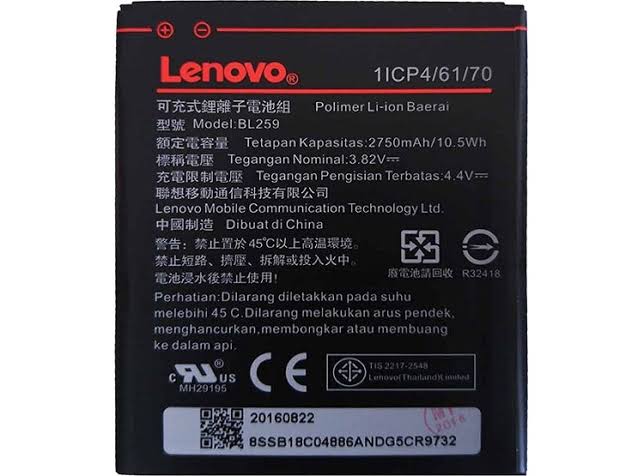 Lenovo® 1ICP4/61/70
可充式鋰離子電池組 Polimer Li-ion Baerai
型號 Model:BL259
額定電容量 Tetapan Kapasitas:2750mAh/10.5Wh
標稱電壓 Tegangan Nominal:3.82V⎓
充電限制電壓 Tegangan Pengisian Terbatas:4.4V⎓
聯想移動通信科技有限公司
Lenovo Mobile Communication Technology Ltd.
中國制造 Dibuat di China
警告: 禁止置於45℃以上高溫環境。
禁止短路、擠壓、拆解或投入火中。
電池浸水後禁止使用!
廢電池請回收 R32418
Perhatian:Dilarang diletakkan pada suhu
melebihi 45 C.Dilarang melakukan arus pendek,
menghancurkan,membongkar atau membuang
ke dalam api.
c RU US
MH29195
CE
TIS 2217-2548
Lenovo(Thailand)Limited
20160822
8SSB18C04886ANDG5CR9732
2016